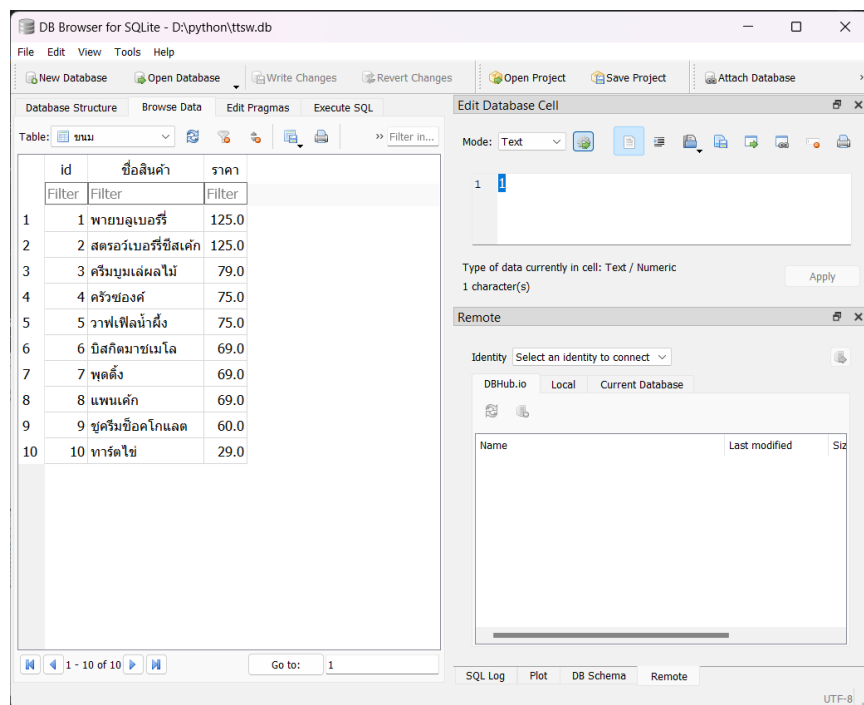 DB Browser for SQLite - D:\python\ttsw.db
File Edit View Tools Help
New Database Open Database Write Changes Revert Changes Open Project Save Project Attach Database »
Database Structure Browse Data Edit Pragmas Execute SQL
Table: ขนม » Filter in...
id ชื่อสินค้า ราคา
Filter Filter Filter
1 1 พายบลูเบอร์รี่ 125.0
2 2 สตรอว์เบอร์รี่ชีสเค้ก 125.0
3 3 ครีมบูมเล่ผลไม้ 79.0
4 4 ครัวซองค์ 75.0
5 5 วาฟเฟิลน้ำผึ้ง 75.0
6 6 บิสกิตมาชเมโล 69.0
7 7 พุดดิ้ง 69.0
8 8 แพนเค้ก 69.0
9 9 ชูครีมช็อคโกแลต 60.0
10 10 ทาร์ตไข่ 29.0
1 - 10 of 10 Go to: 1
Edit Database Cell
Mode: Text
1 1
Type of data currently in cell: Text / Numeric
1 character(s)
Apply
Remote
Identity Select an identity to connect
DBHub.io Local Current Database
Name Last modified Siz
SQL Log Plot DB Schema Remote
UTF-8